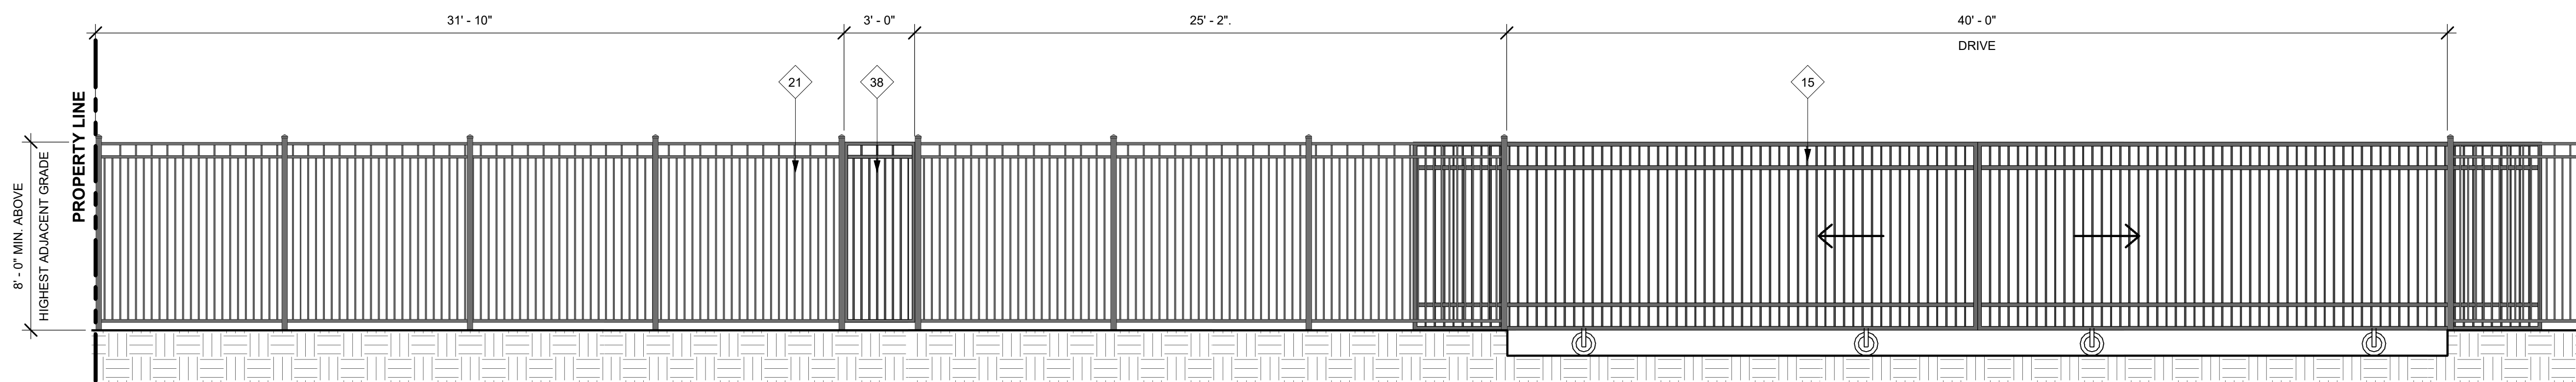 31' - 10"
3' - 0"
25' - 2".
40' - 0"
DRIVE
21
38
15
PROPERTY LINE
8' - 0" MIN. ABOVE
HIGHEST ADJACENT GRADE